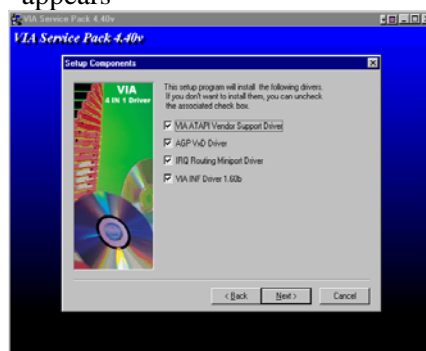 appears
VIA Service Pack 4.40v
VIA Service Pack 4.40v
Setup Components
VIA
4 IN 1 Driver
This setup program will install the following drivers.
If you don't want to install them, you can uncheck
the associated check box.
VIA ATAPI Vendor Support Driver
AGP VxD Driver
IRQ Routing Miniport Driver
VIA INF Driver 1.60b
< Back
Next >
Cancel